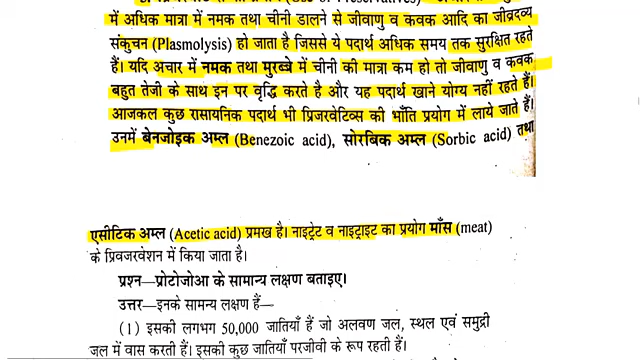 में अधिक मात्रा में नमक तथा चीनी डालने से जीवाणु व कवक आदि का जीवद्रव्य
संकुचन (Plasmolysis) हो जाता है जिससे ये पदार्थ अधिक समय तक सुरक्षित रहते
हैं। यदि अचार में नमक तथा मुरब्बे में चीनी की मात्रा कम हो तो जीवाणु व कवक
बहुत तेजी के साथ इन पर वृद्धि करते है और यह पदार्थ खाने योग्य नहीं रहते हैं।
आजकल कुछ रासायनिक पदार्थ भी प्रिजरवेटिव्स की भाँति प्रयोग में लाये जाते हैं।
उनमें बेनजोइक अम्ल (Benezoic acid), सोरबिक अम्ल (Sorbic acid) तथा
एसीटिक अम्ल (Acetic acid) प्रमख है। नाइट्रेट व नाइट्राइट का प्रयोग माँस (meat)
के प्रिवजरवेशन में किया जाता है।
प्रश्न—प्रोटोजोआ के सामान्य लक्षण बताइए।
उत्तर—इनके सामन्य लक्षण हैं—
(1) इसकी लगभग 50,000 जातियाँ हैं जो अलवण जल, स्थल एवं समुद्री
जल में वास करती हैं। इसकी कुछ जातियाँ परजीवी के रूप रहती हैं।